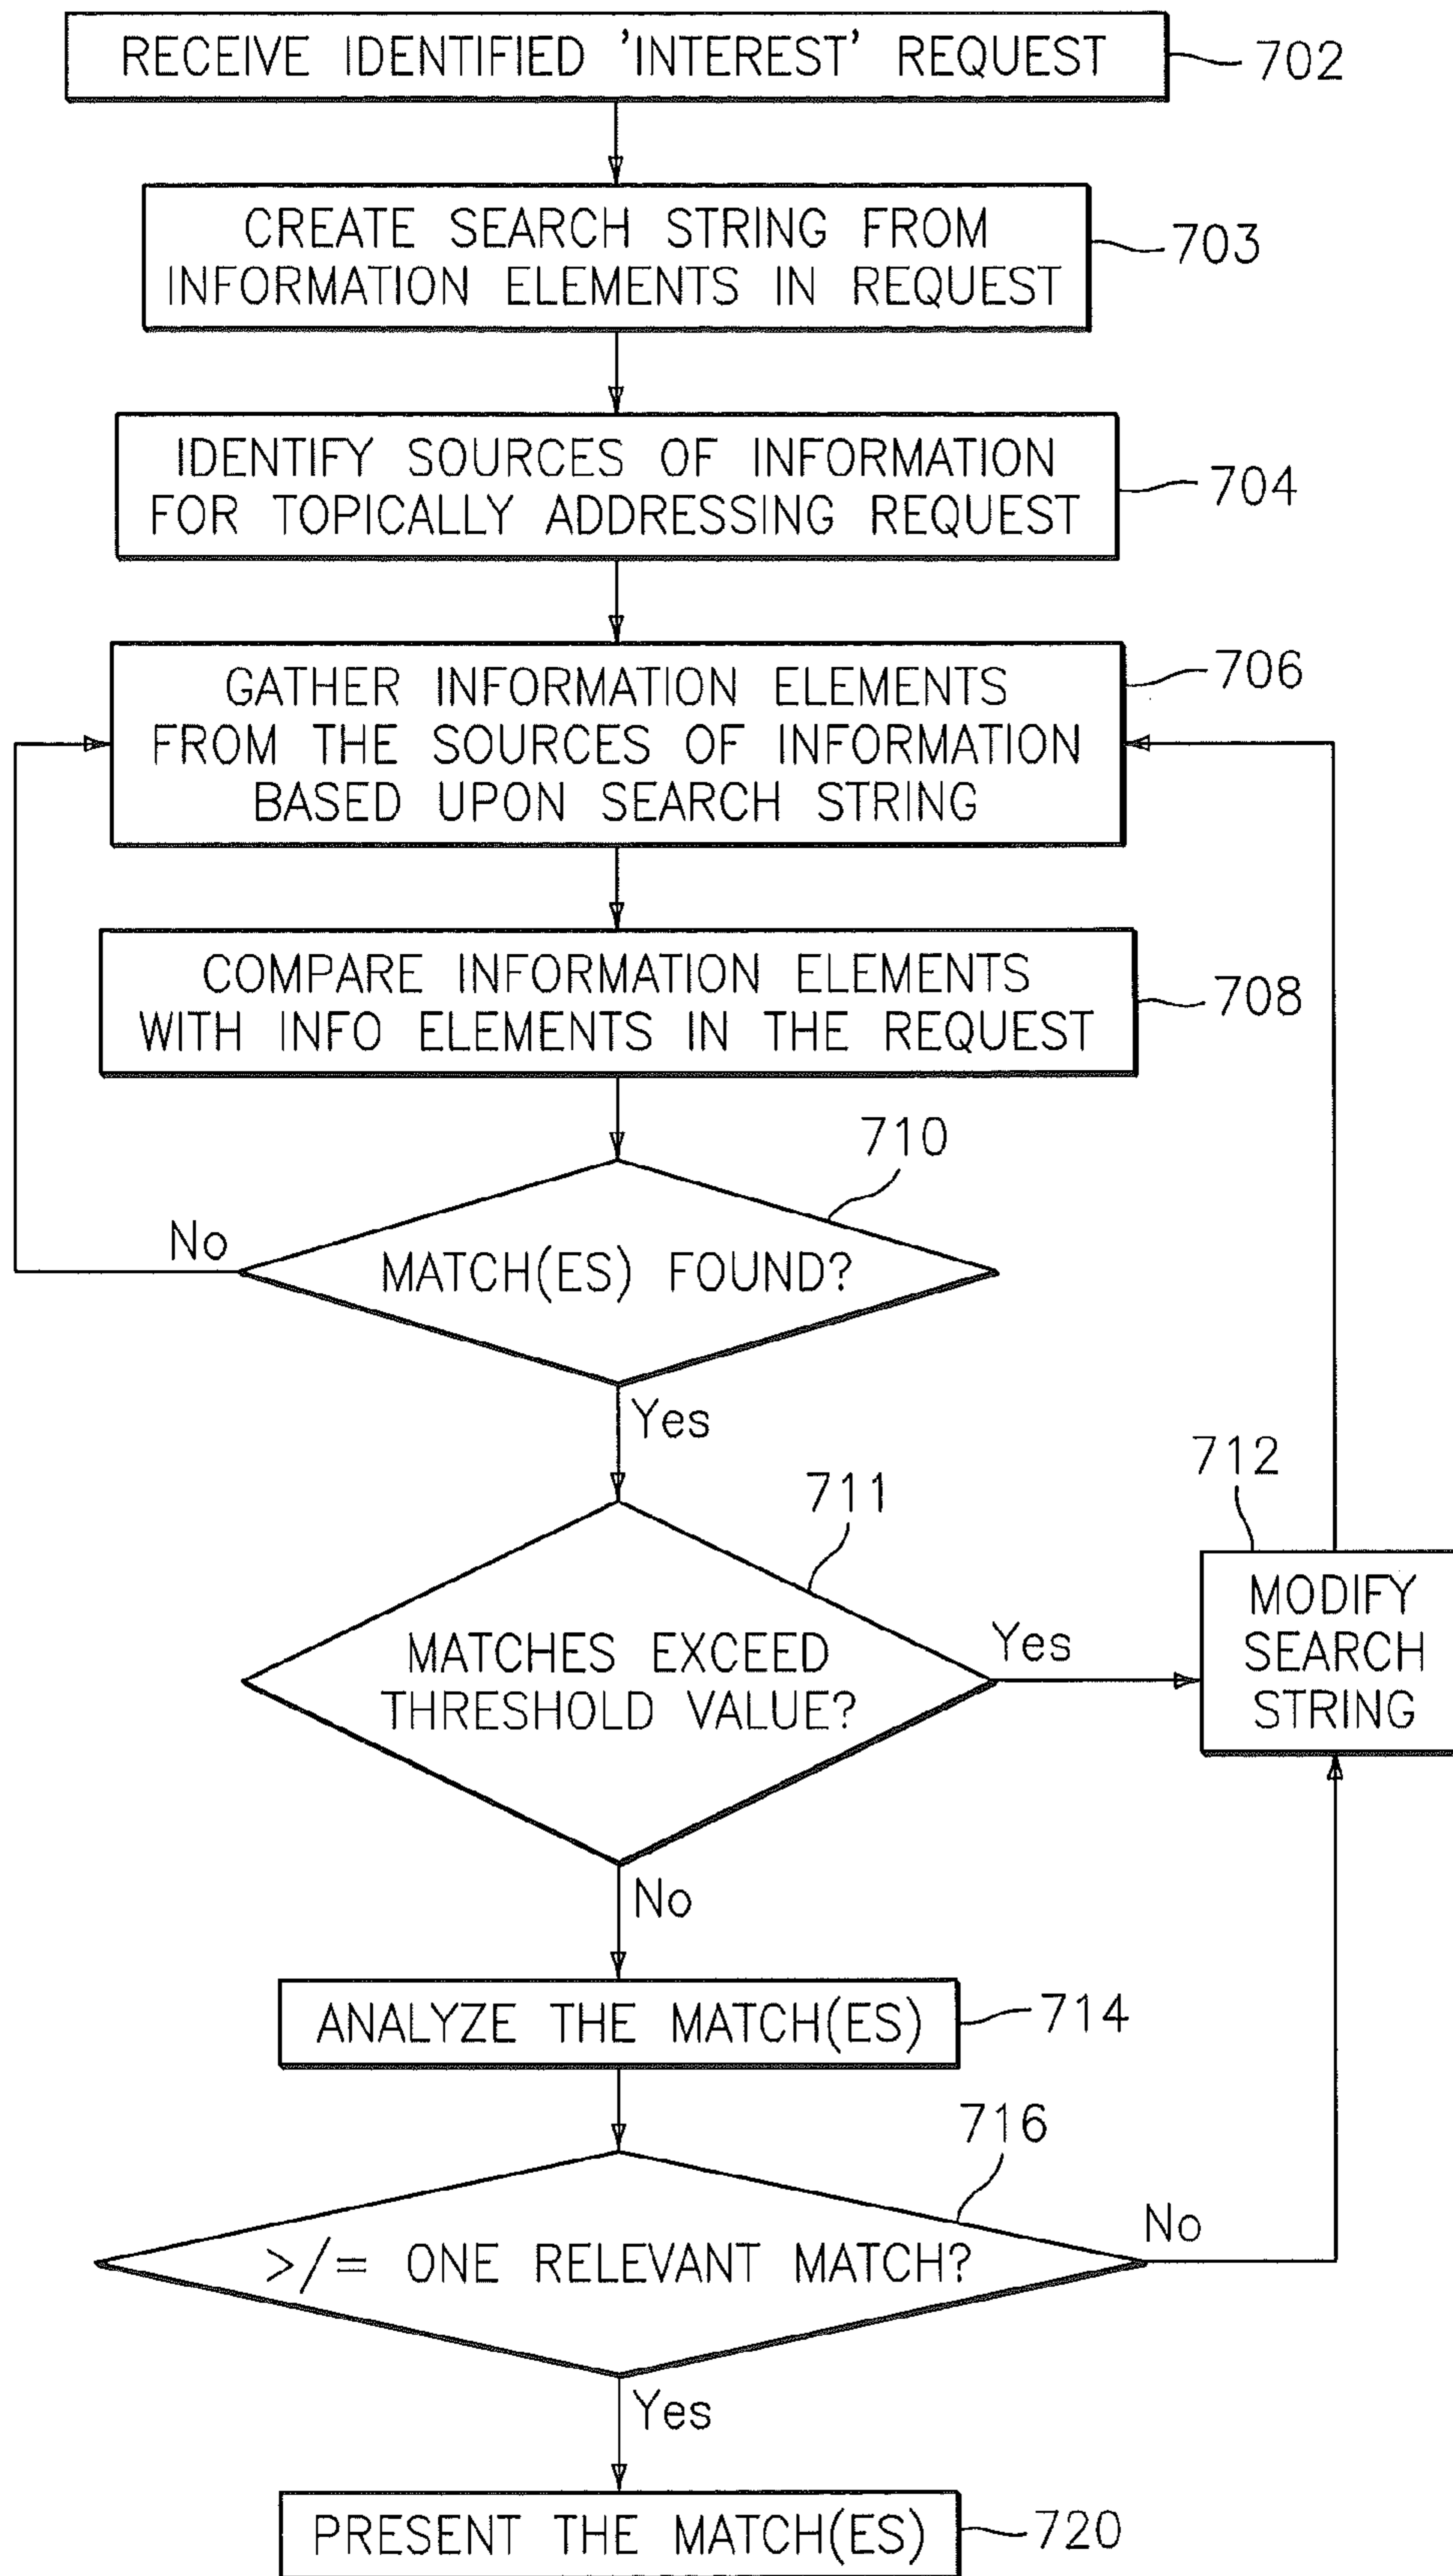 RECEIVE IDENTIFIED 'INTEREST' REQUEST
702
CREATE SEARCH STRING FROM
INFORMATION ELEMENTS IN REQUEST
703
IDENTIFY SOURCES OF INFORMATION
FOR TOPICALLY ADDRESSING REQUEST
704
GATHER INFORMATION ELEMENTS
FROM THE SOURCES OF INFORMATION
BASED UPON SEARCH STRING
706
COMPARE INFORMATION ELEMENTS
WITH INFO ELEMENTS IN THE REQUEST
708
710
No
MATCH(ES) FOUND?
Yes
711
MATCHES EXCEED
THRESHOLD VALUE?
Yes
712
MODIFY
SEARCH
STRING
No
ANALYZE THE MATCH(ES)
714
716
>/= ONE RELEVANT MATCH?
No
Yes
PRESENT THE MATCH(ES)
720